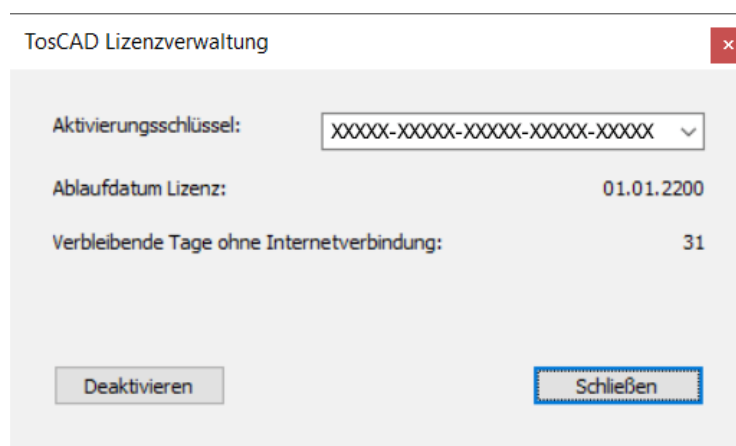 TosCAD Lizenzverwaltung
Aktivierungsschlüssel: XXXXX-XXXXX-XXXXX-XXXXX-XXXXX
Ablaufdatum Lizenz: 01.01.2200
Verbleibende Tage ohne Internetverbindung: 31
Deaktivieren Schließen